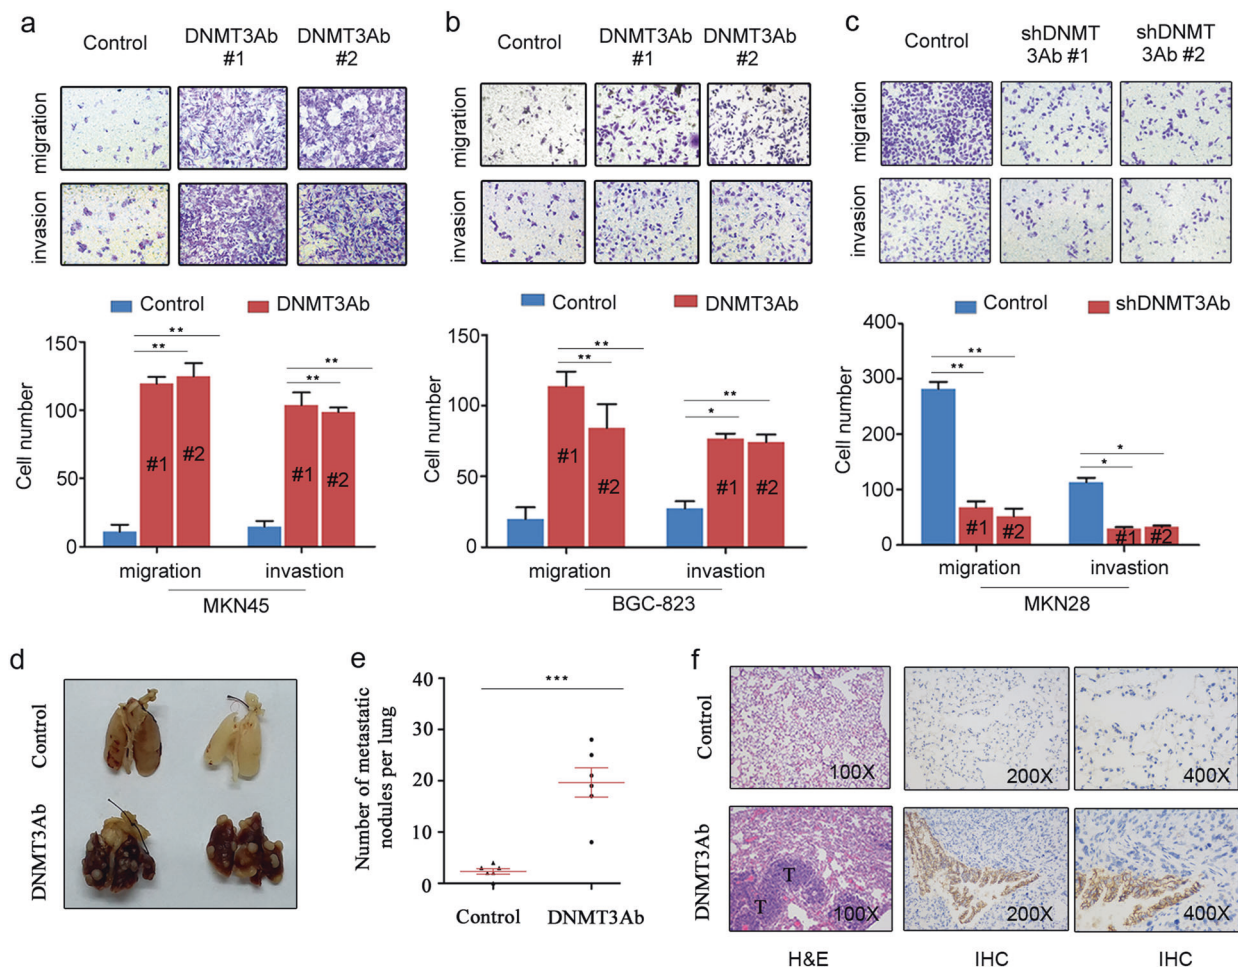 a
Control
DNMT3Ab
#1
DNMT3Ab
#2
migration
invasion
Control
DNMT3Ab
Cell number
150
100
50
0
**
**
**
**
#1
#2
#1
#2
migration
invastion
MKN45
b
Control
DNMT3Ab
#1
DNMT3Ab
#2
migration
invasion
Control
DNMT3Ab
Cell number
150
100
50
0
**
**
**
*
#1
#2
#1
#2
migration
invastion
BGC-823
c
Control
shDNMT
3Ab #1
shDNMT
3Ab #2
migration
invasion
Control
shDNMT3Ab
Cell number
400
300
200
100
0
**
**
*
*
#1
#2
#1
#2
migration
invastion
MKN28
d
Control
DNMT3Ab
e
Number of metastatic
nodules per lung
40
30
20
10
0
***
Control
DNMT3Ab
f
Control
100X
200X
400X
DNMT3Ab
T
T
100X
200X
400X
H&E
IHC
IHC